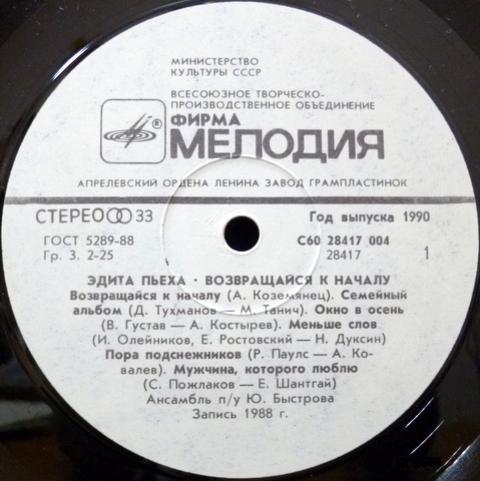 МИНИСТЕРСТВО
КУЛЬТУРЫ СССР
ВСЕСОЮЗНОЕ ТВОРЧЕСКО-
ПРОИЗВОДСТВЕННОЕ ОБЪЕДИНЕНИЕ
® ФИРМА
МЕЛОДИЯ
АПРЕЛЕВСКИЙ ОРДЕНА ЛЕНИНА ЗАВОД ГРАМПЛАСТИНОК
СТЕРЕО 33 Год выпуска 1990
ГОСТ 5289-88 С60 28417 004
Гр. 3. 2-25 28417 1
ЭДИТА ПЬЕХА · ВОЗВРАЩАЙСЯ К НАЧАЛУ
Возвращайся к началу (А. Коземянец). Семейный
альбом (Д. Тухманов — М. Танич). Окно в осень
(В. Густав — А. Костырев). Меньше слов
(И. Олейников, Е. Ростовский — Н. Дуксин)
Пора подснежников (Р. Паулс — А. Ко-
валев). Мужчина, которого люблю
(С. Пожлаков — Е. Шантгай)
Ансамбль п/у Ю. Быстрова
Запись 1988 г.